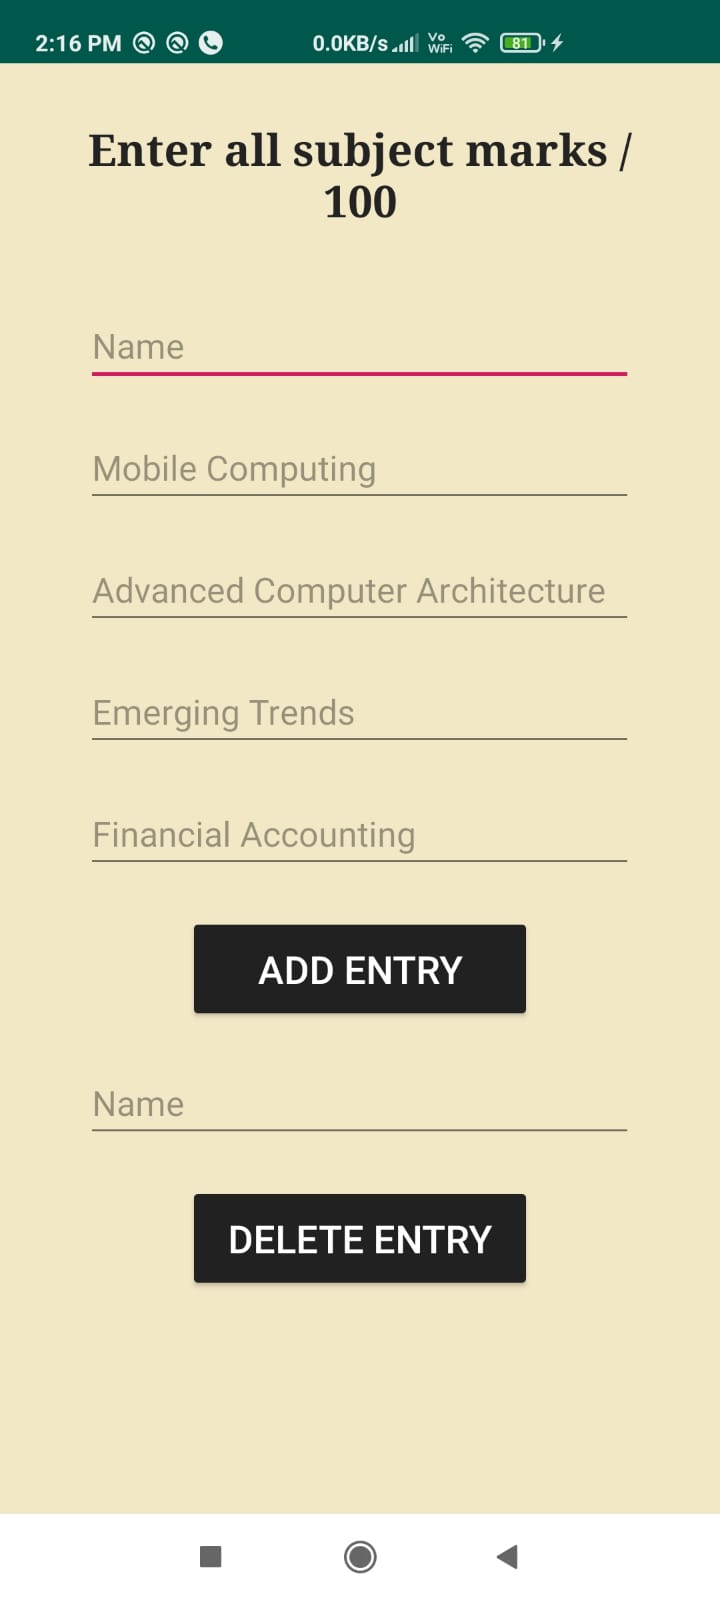 2:16 PM 0.0KB/s Vo WiFi 81
Enter all subject marks /
100
Name
Mobile Computing
Advanced Computer Architecture
Emerging Trends
Financial Accounting
ADD ENTRY
Name
DELETE ENTRY